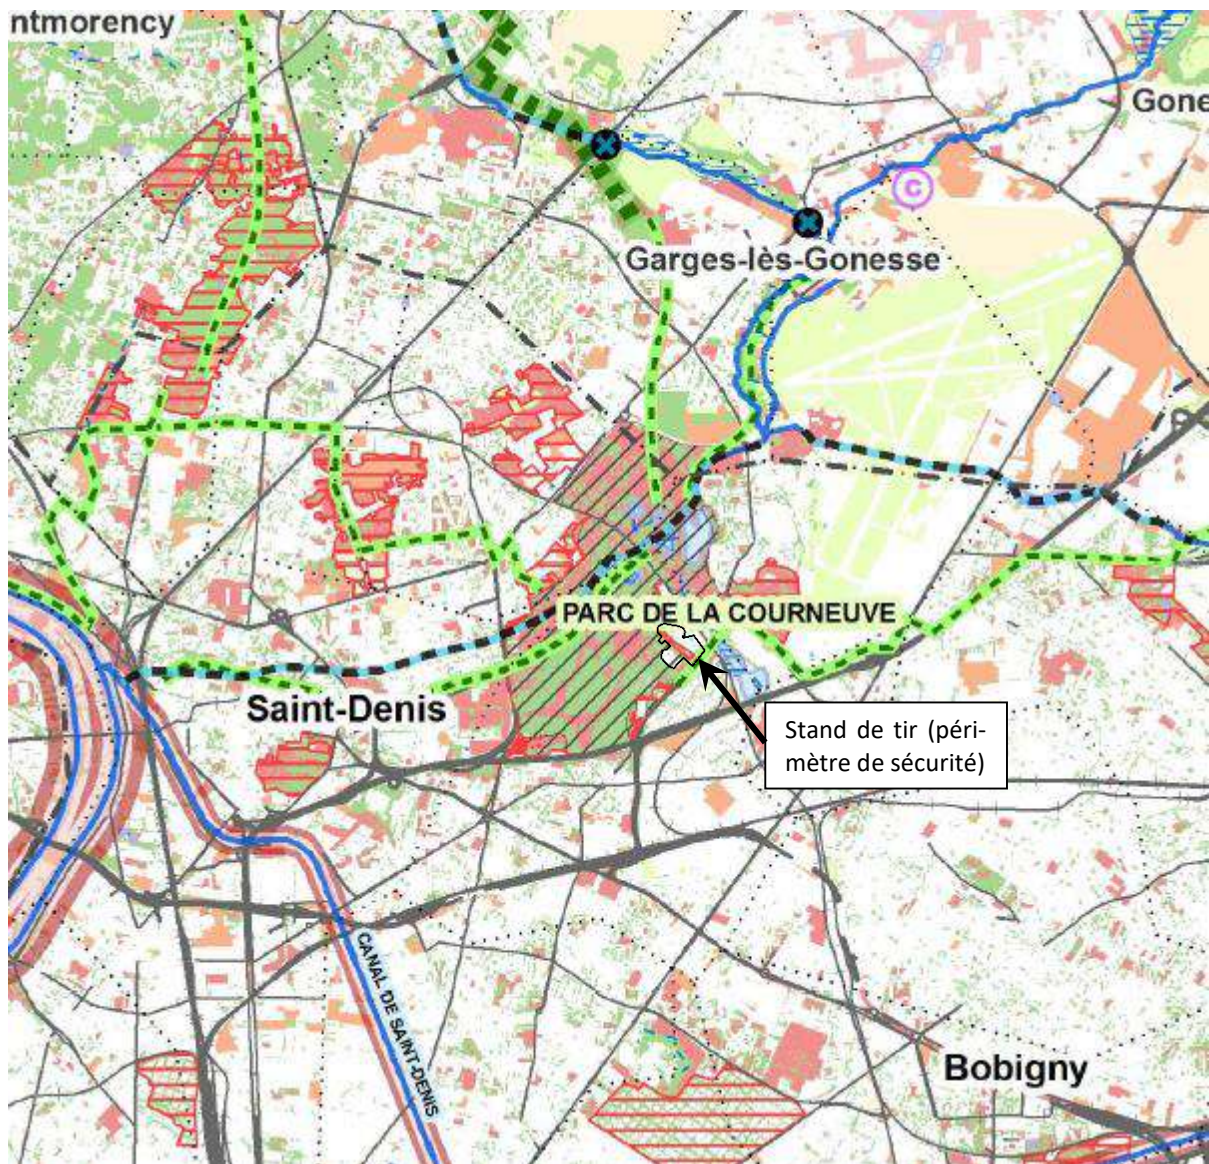 ntmorency
Gone
C
Garges-lès-Gonesse
PARC DE LA COURNEUVE
Saint-Denis
Stand de tir (péri-
mètre de sécurité)
CANAL DE SAINT-DENIS
Bobigny